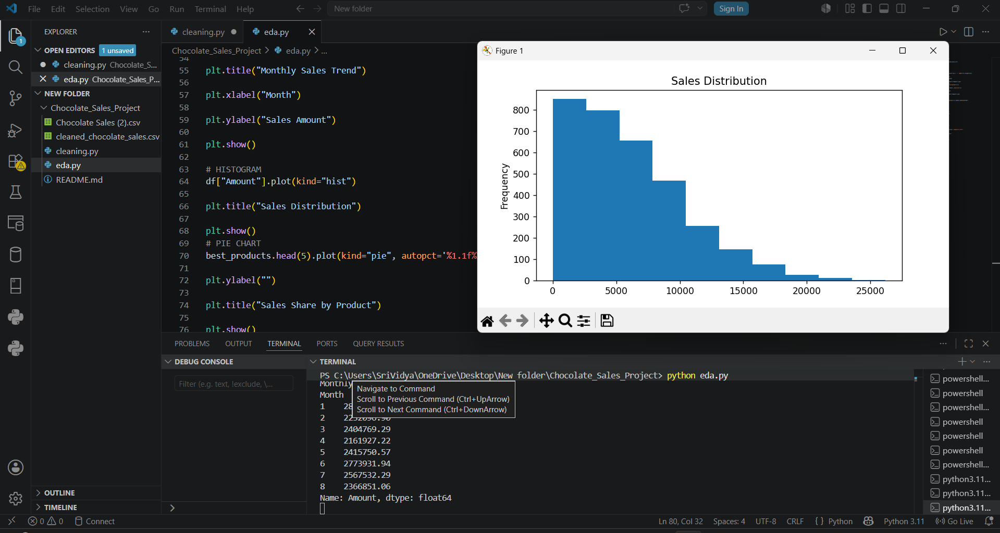 File Edit Selection View Go Run Terminal Help
New folder
Sign In
EXPLORER
OPEN EDITORS 1 unsaved
cleaning.py Chocolate_S...
eda.py Chocolate_Sales_P...
NEW FOLDER
Chocolate_Sales_Project
Chocolate Sales (2).csv
cleaned_chocolate_sales.csv
cleaning.py
eda.py
README.md
OUTLINE
TIMELINE
cleaning.py
eda.py
Chocolate_Sales_Project > eda.py > ...
54
55 plt.title("Monthly Sales Trend")
56
57 plt.xlabel("Month")
58
59 plt.ylabel("Sales Amount")
60
61 plt.show()
62
63 # HISTOGRAM
64 df["Amount"].plot(kind="hist")
65
66 plt.title("Sales Distribution")
67
68 plt.show()
69 # PIE CHART
70 best_products.head(5).plot(kind="pie", autopct='%1.1f%
71
72 plt.ylabel("")
73
74 plt.title("Sales Share by Product")
75
76 plt.show()
Figure 1
Sales Distribution
Frequency
800
700
600
500
400
300
200
100
0
0 5000 10000 15000 20000 25000
PROBLEMS OUTPUT TERMINAL PORTS QUERY RESULTS
DEBUG CONSOLE
Filter (e.g. text, !exclude, \...
TERMINAL
PS C:\Users\SriVidya\OneDrive\Desktop\New folder\Chocolate_Sales_Project> python eda.py
Monthly
Month
1 28
2
3 2404769.29
4 2161927.22
5 2415750.57
6 2773931.94
7 2567532.29
8 2366851.06
Name: Amount, dtype: float64
Navigate to Command
Scroll to Previous Command (Ctrl+UpArrow)
Scroll to Next Command (Ctrl+DownArrow)
powershell...
powershell
powershell...
powershell
powershell
powershell
powershell...
python3.11...
python3.11...
python3.11...
0 0 Connect
Ln 80, Col 32 Spaces: 4 UTF-8 CRLF { } Python Python 3.11 Go Live